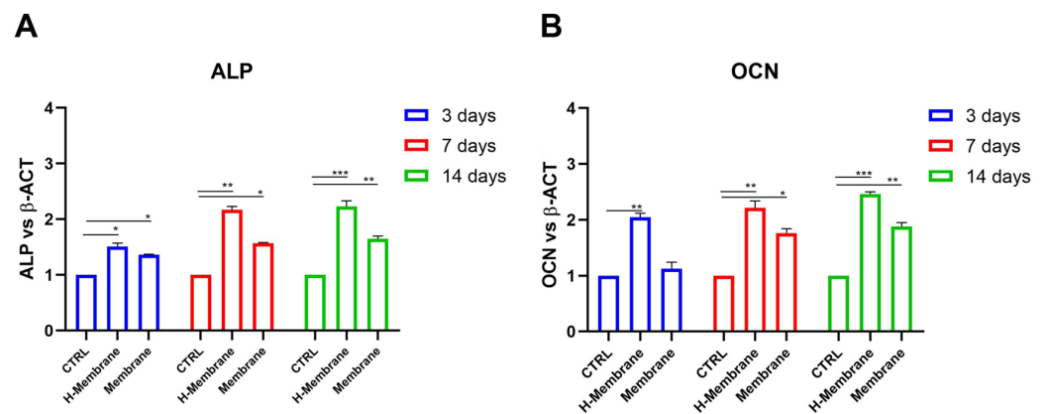 A
ALP
ALP vs β-ACT
4
3
2
1
0
*
*
**
*
***
**
CTRL
H-Membrane
Membrane
CTRL
H-Membrane
Membrane
CTRL
H-Membrane
Membrane
3 days
7 days
14 days
B
OCN
OCN vs β-ACT
4
3
2
1
0
**
**
*
***
**
CTRL
H-Membrane
Membrane
CTRL
H-Membrane
Membrane
CTRL
H-Membrane
Membrane
3 days
7 days
14 days